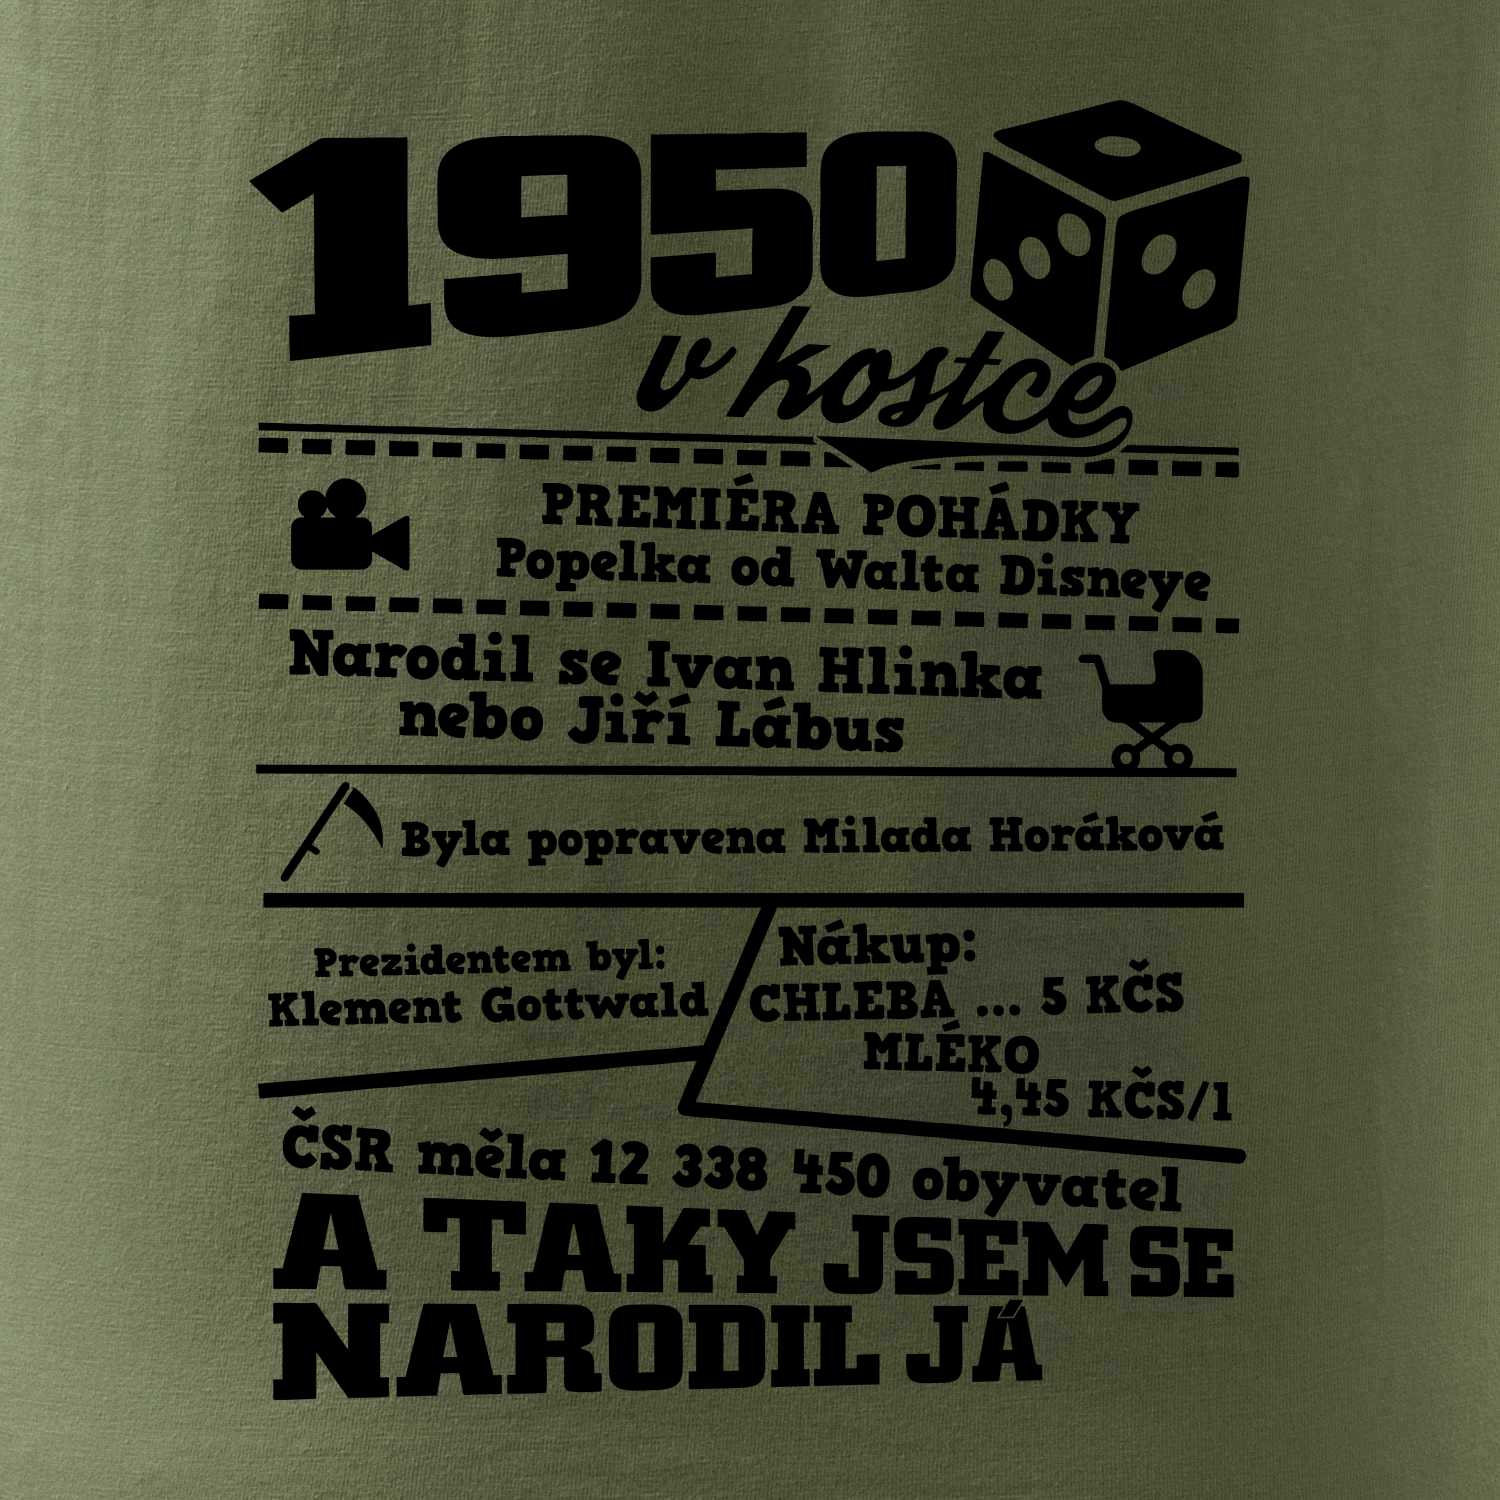 1950
v kostce
PREMIÉRA POHÁDKY
Popelka od Walta Disneye
Narodil se Ivan Hlinka
nebo Jiří Lábus
Byla popravena Milada Horáková
Prezidentem byl:
Klement Gottwald
Nákup:
CHLEBA ... 5 KČS
MLÉKO
4,45 KČS/l
ČSR měla 12 338 450 obyvatel
A TAKY JSEM SE
NARODIL JÁ